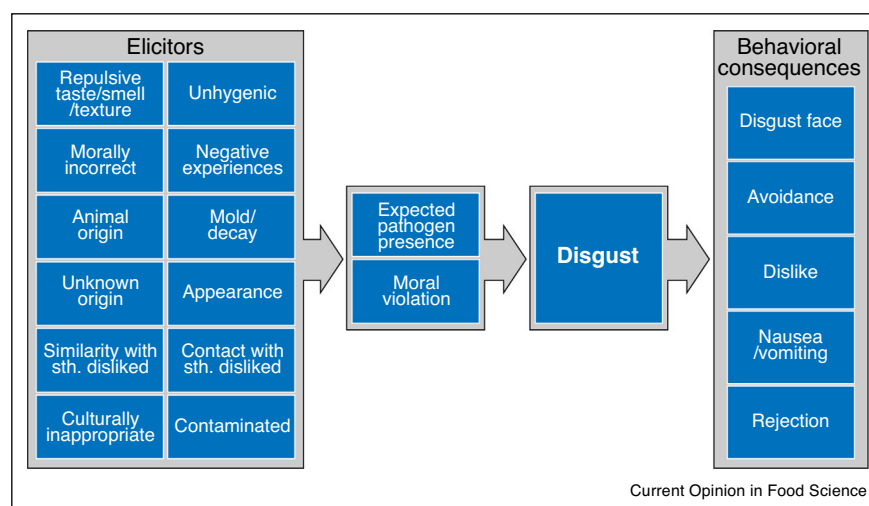 Elicitors
Repulsive
taste/smell
/texture
Unhygenic
Morally
incorrect
Negative
experiences
Animal
origin
Mold/
decay
Unknown
origin
Appearance
Similarity with
sth. disliked
Contact with
sth. disliked
Culturally
inappropriate
Contaminated
Expected
pathogen
presence
Moral
violation
Disgust
Behavioral
consequences
Disgust face
Avoidance
Dislike
Nausea
/vomiting
Rejection
Current Opinion in Food Science